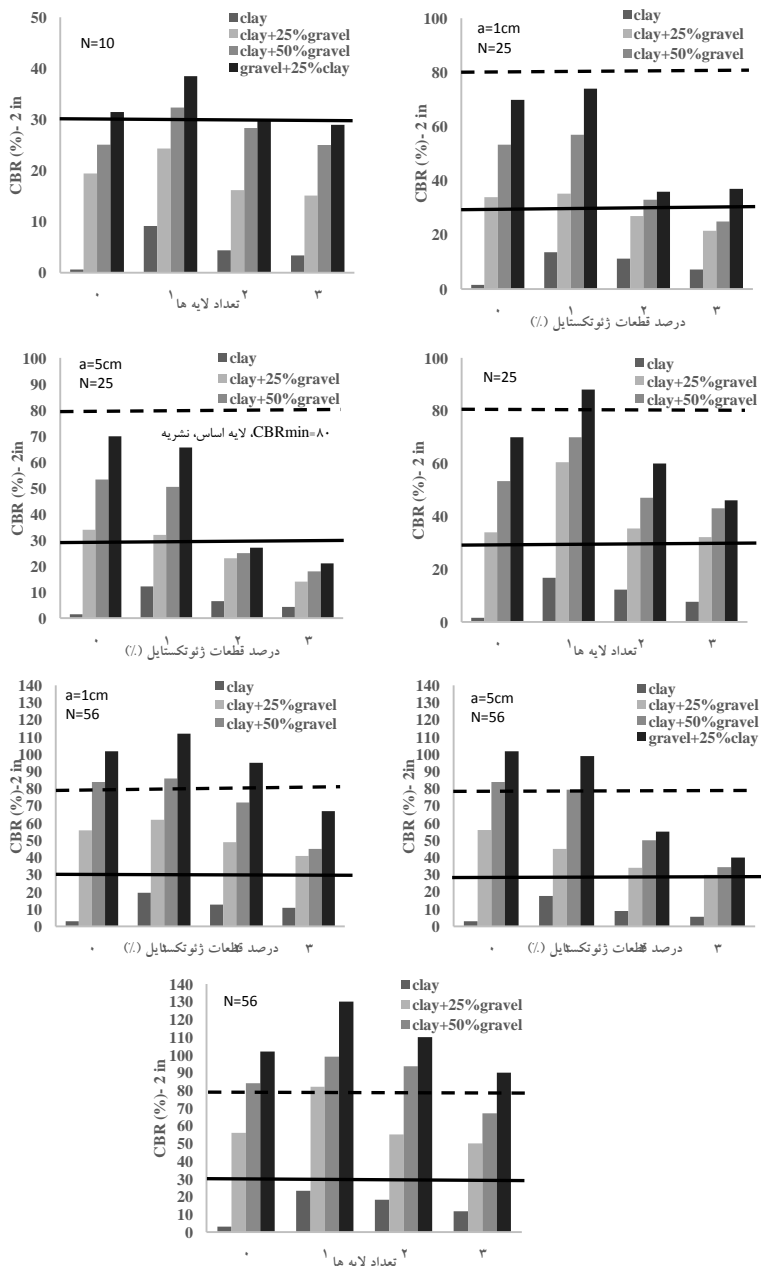 50
40
30
20
10
0
CBR (%)- 2 in
N=10
clay
clay+25%gravel
clay+50%gravel
gravel+25%clay
۰ ۱ ۲ ۳
تعداد لایه ها
100
80
60
40
20
0
CBR (%)- 2 in
a=1cm
N=25
clay
clay+25%gravel
clay+50%gravel
۰ ۱ ۲ ۳
درصد قطعات ژئوتکستایل (٪)
100
90
80
70
60
50
40
30
20
10
0
CBR (%)- 2in
a=5cm
N=25
clay
clay+25%gravel
clay+50%gravel
CBRmin=۸۰، لایه اساس، نشریه
۰ ۱ ۲ ۳
درصد قطعات ژئوتکستایل (٪)
100
80
60
40
20
0
CBR (%)- 2 in
N=25
clay
clay+25%gravel
clay+50%gravel
۰ ۱ ۲ ۳
تعداد لایه ها
140
130
120
110
100
90
80
70
60
50
40
30
20
10
0
CBR (%)-2 in
a=1cm
N=56
clay
clay+25%gravel
clay+50%gravel
۰ ۱ ۲ ۳
درصد قطعات ژئوتکستایل (٪)
140
130
120
110
100
90
80
70
60
50
40
30
20
10
0
CBR (%)- 2in
a=5cm
N=56
clay
clay+25%gravel
clay+50%gravel
gravel+25%clay
۰ ۱ ۲ ۳
درصد قطعات ژئوتکستایل (٪)
140
130
120
110
100
90
80
70
60
50
40
30
20
10
0
CBR (%)- 2 in
N=56
clay
clay+25%gravel
clay+50%gravel
۰ ۱ ۲ ۳
تعداد لایه ها